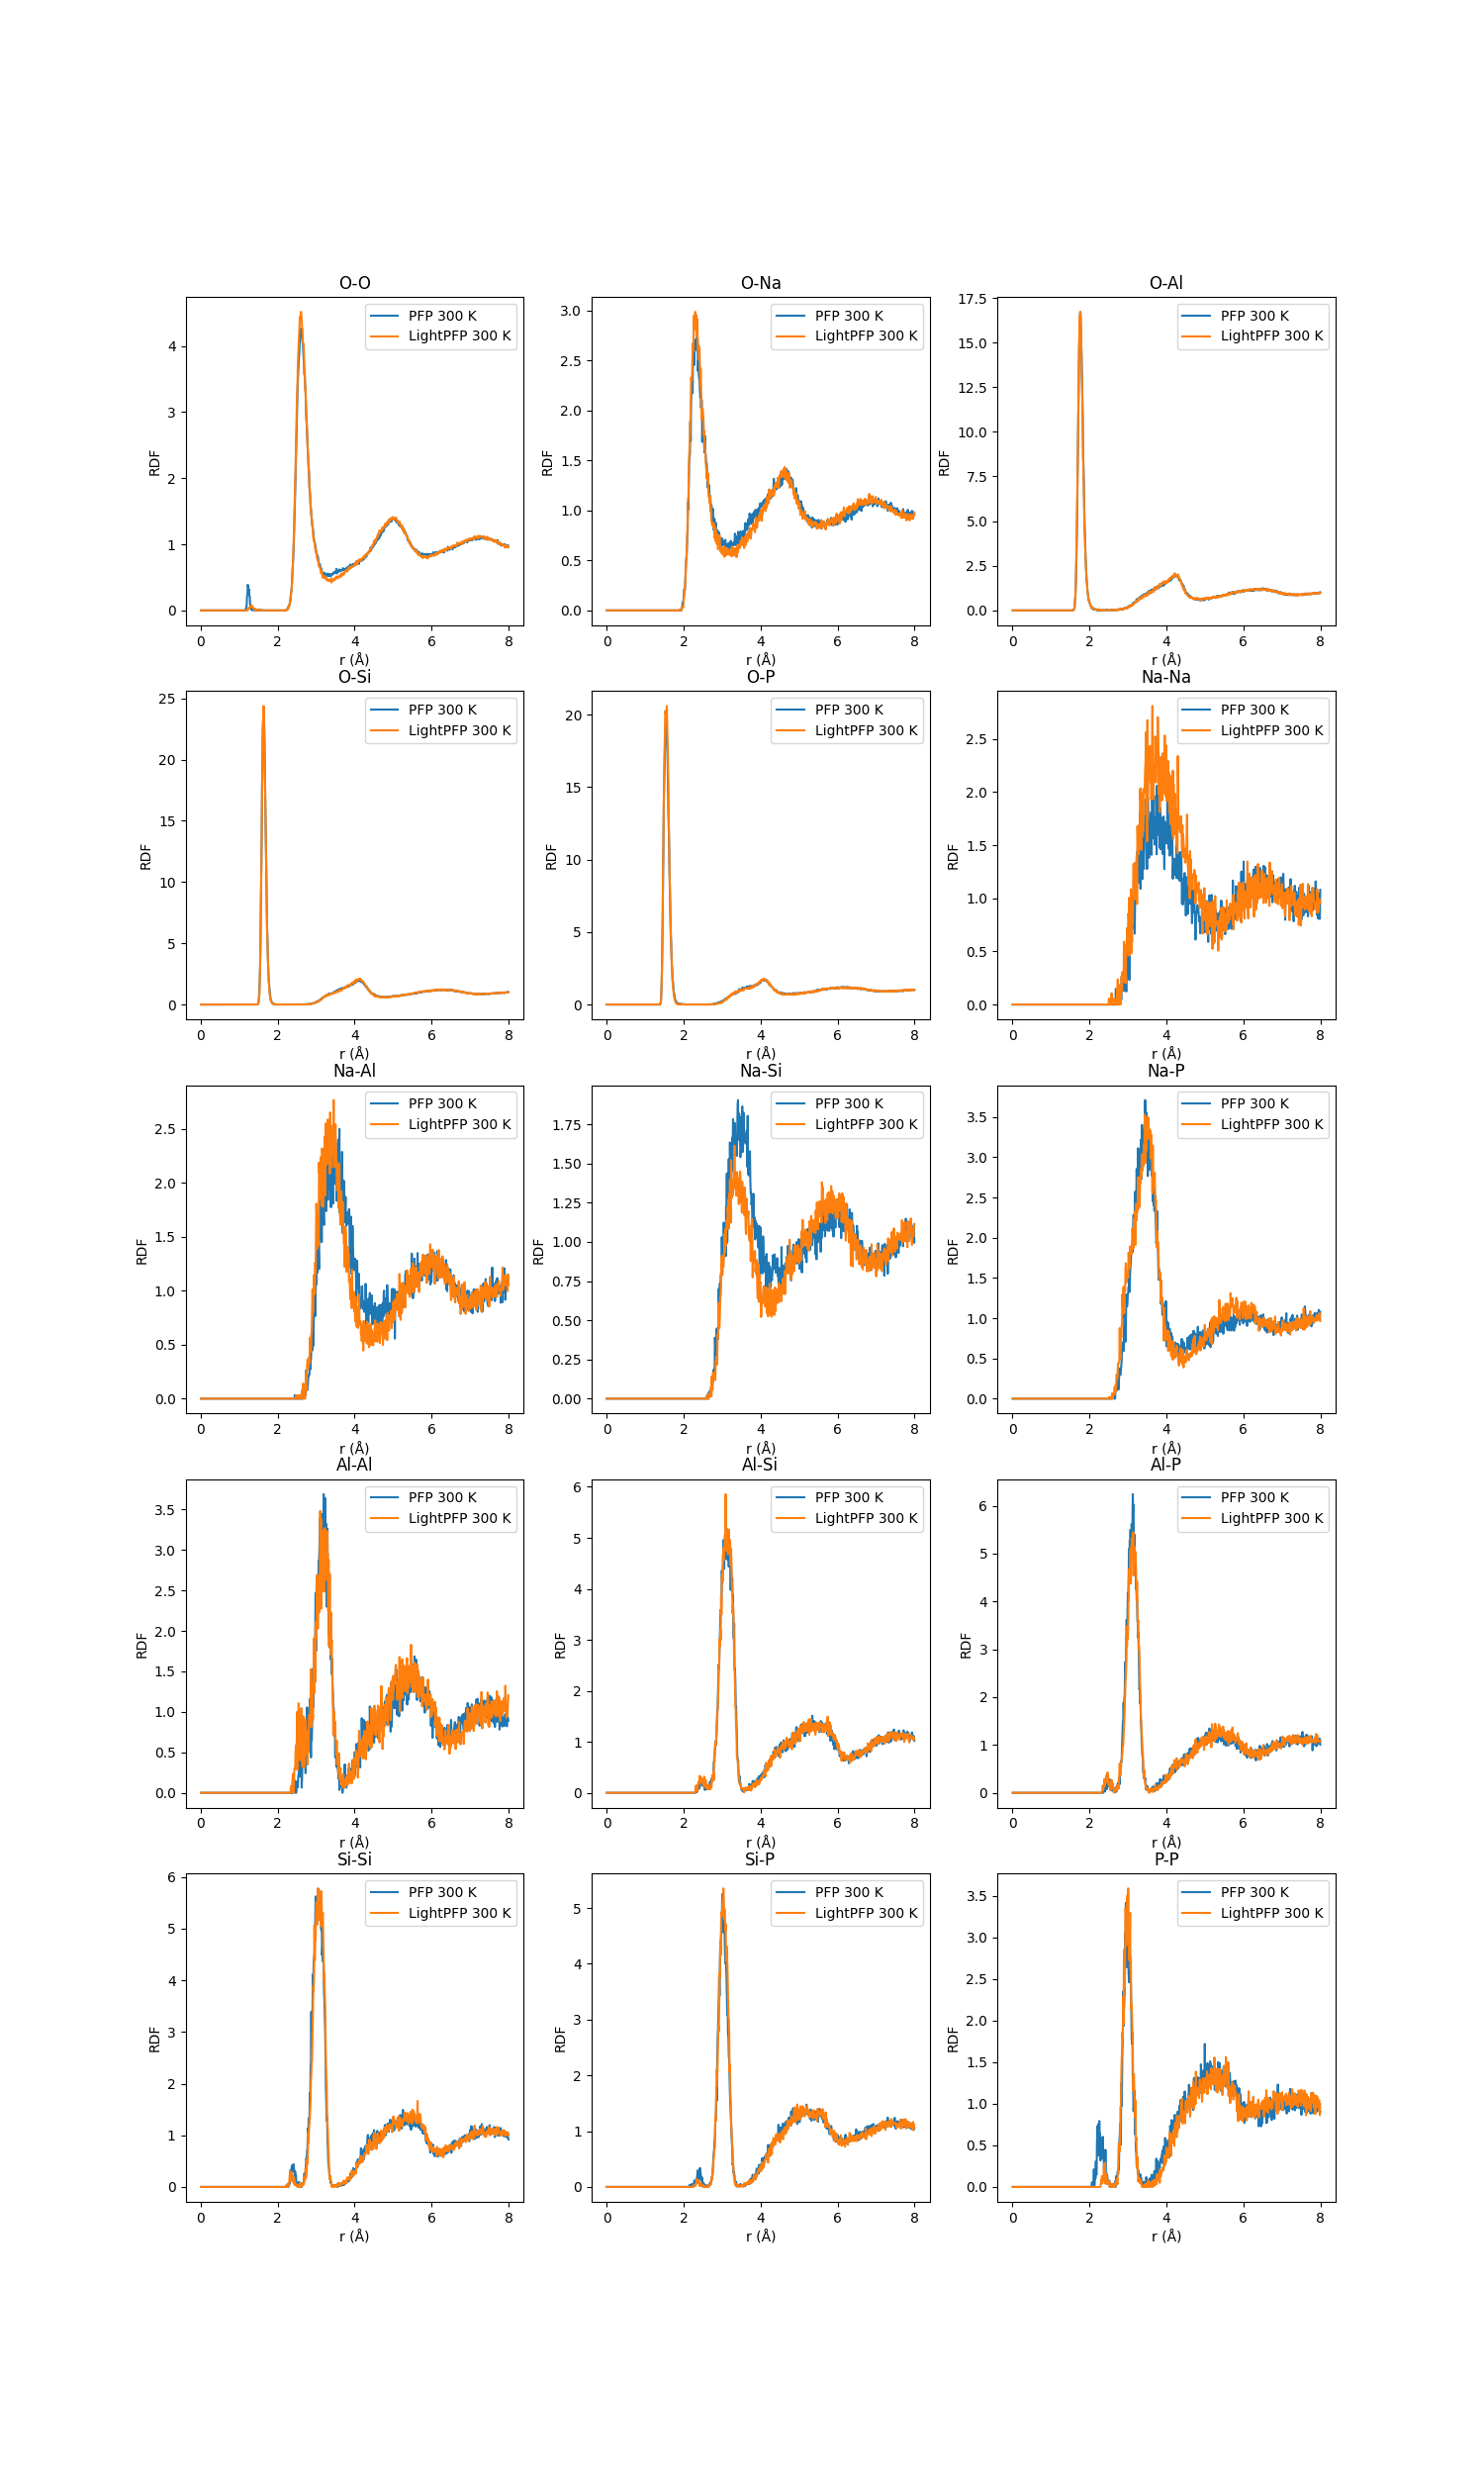 O-O
4
3
2
1
0
0 2 4 6 8
r (Å)
RDF
PFP 300 K
LightPFP 300 K
O-Na
3.0
2.5
2.0
1.5
1.0
0.5
0.0
0 2 4 6 8
r (Å)
RDF
PFP 300 K
LightPFP 300 K
O-Al
17.5
15.0
12.5
10.0
7.5
5.0
2.5
0.0
0 2 4 6 8
r (Å)
RDF
PFP 300 K
LightPFP 300 K
O-Si
25
20
15
10
5
0
0 2 4 6 8
r (Å)
RDF
PFP 300 K
LightPFP 300 K
O-P
20
15
10
5
0
0 2 4 6 8
r (Å)
RDF
PFP 300 K
LightPFP 300 K
Na-Na
2.5
2.0
1.5
1.0
0.5
0.0
0 2 4 6 8
r (Å)
RDF
PFP 300 K
LightPFP 300 K
Na-Al
2.5
2.0
1.5
1.0
0.5
0.0
0 2 4 6 8
r (Å)
RDF
PFP 300 K
LightPFP 300 K
Na-Si
1.75
1.50
1.25
1.00
0.75
0.50
0.25
0.00
0 2 4 6 8
r (Å)
RDF
PFP 300 K
LightPFP 300 K
Na-P
3.5
3.0
2.5
2.0
1.5
1.0
0.5
0.0
0 2 4 6 8
r (Å)
RDF
PFP 300 K
LightPFP 300 K
Al-Al
3.5
3.0
2.5
2.0
1.5
1.0
0.5
0.0
0 2 4 6 8
r (Å)
RDF
PFP 300 K
LightPFP 300 K
Al-Si
6
5
4
3
2
1
0
0 2 4 6 8
r (Å)
RDF
PFP 300 K
LightPFP 300 K
Al-P
6
5
4
3
2
1
0
0 2 4 6 8
r (Å)
RDF
PFP 300 K
LightPFP 300 K
Si-Si
6
5
4
3
2
1
0
0 2 4 6 8
r (Å)
RDF
PFP 300 K
LightPFP 300 K
Si-P
5
4
3
2
1
0
0 2 4 6 8
r (Å)
RDF
PFP 300 K
LightPFP 300 K
P-P
3.5
3.0
2.5
2.0
1.5
1.0
0.5
0.0
0 2 4 6 8
r (Å)
RDF
PFP 300 K
LightPFP 300 K